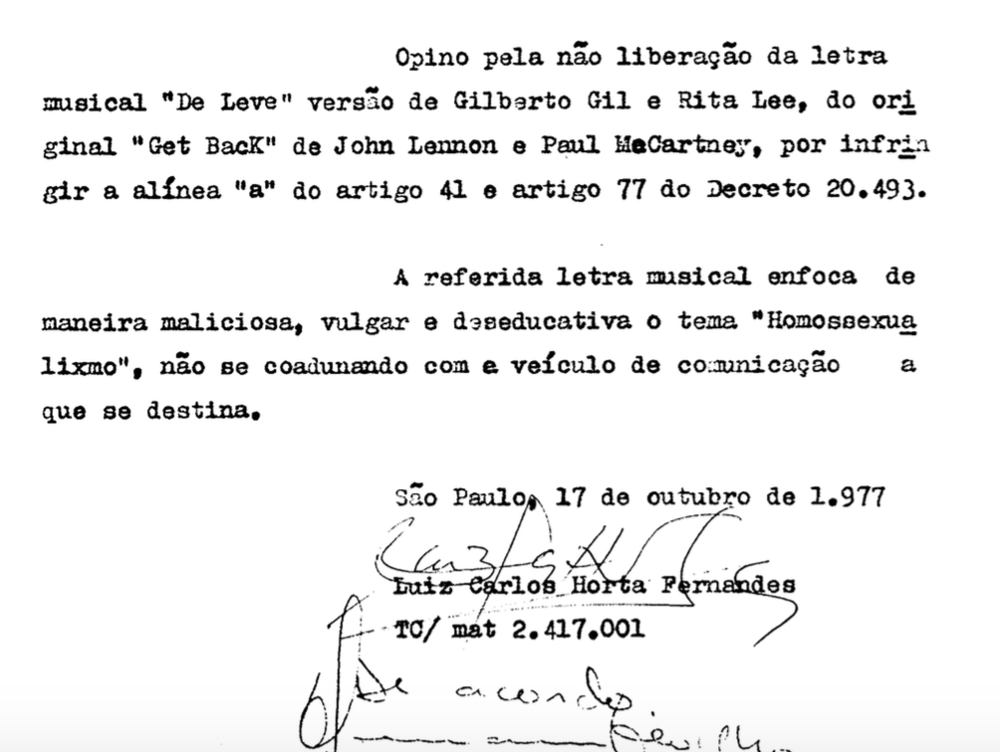 Opino pela não liberação da letra
musical "De Leve" versão de Gilberto Gil e Rita Lee, do ori
ginal "Get BacK" de John Lennon e Paul McCartney, por infrin
gir a alínea "a" do artigo 41 e artigo 77 do Decreto 20.493.
A referida letra musical enfoca de
maneira maliciosa, vulgar e deseducativa o tema "Homossexua
lixmo", não se coadunando com e veículo de comunicação a
que se destina.
São Paulo, 17 de outubro de 1.977
Luiz Carlos Horta Fernandes
TC/ mat 2.417.001
De acordo